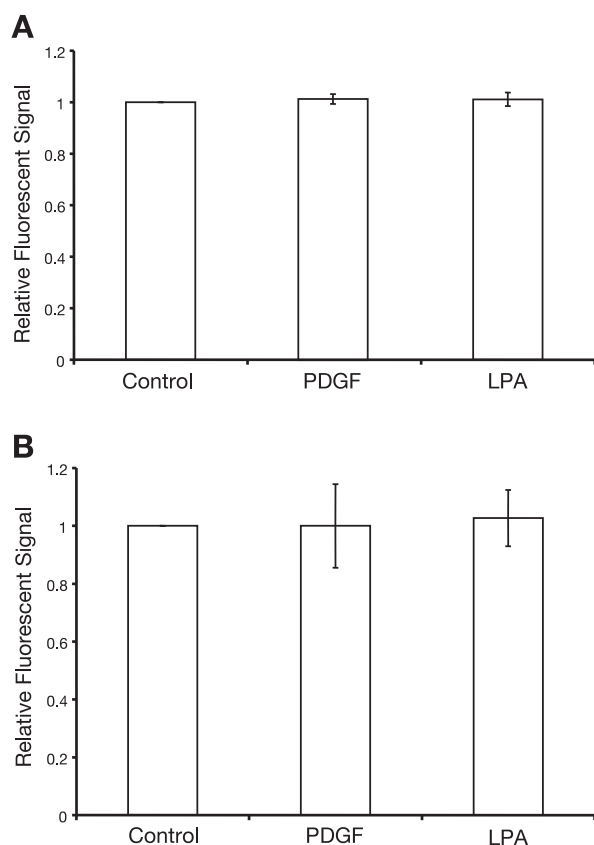 A
Relative Fluorescent Signal
1.2
1
0.8
0.6
0.4
0.2
0
Control PDGF LPA
B
Relative Fluorescent Signal
1.2
1
0.8
0.6
0.4
0.2
0
Control PDGF LPA